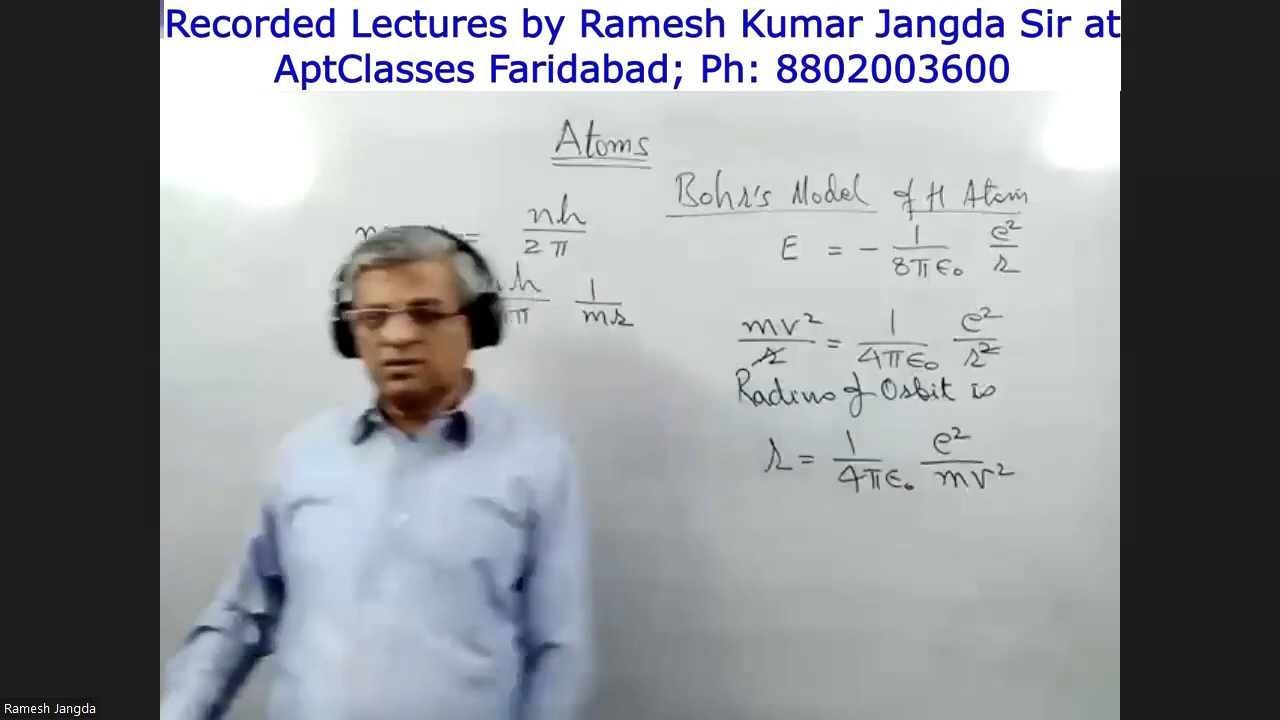 Recorded Lectures by Ramesh Kumar Jangda Sir at
AptClasses Faridabad; Ph: 8802003600
Atoms
= nh/2π
1/mr
Bohr's Model of H Atom
E = - 1/8πε₀ e²/r
mv²/r = 1/4πε₀ e²/r²
Radius of Orbit is
r = 1/4πε₀ e²/mv²
Ramesh Jangda